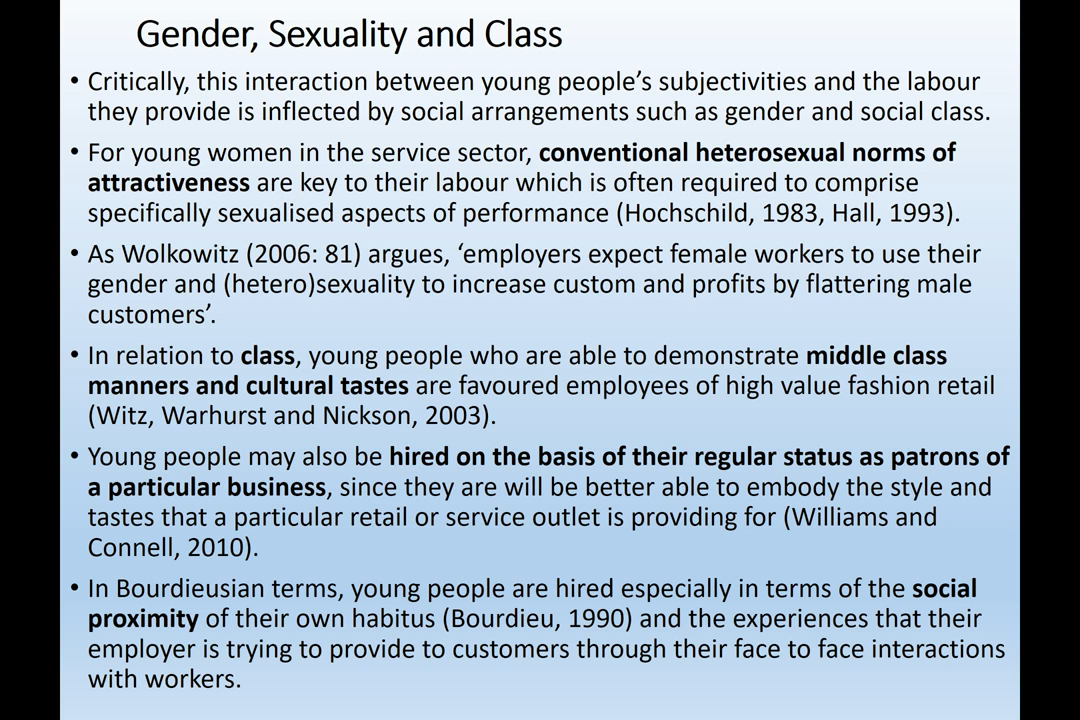 Gender, Sexuality and Class
• Critically, this interaction between young people’s subjectivities and the labour
they provide is inflected by social arrangements such as gender and social class.
• For young women in the service sector, conventional heterosexual norms of
attractiveness are key to their labour which is often required to comprise
specifically sexualised aspects of performance (Hochschild, 1983, Hall, 1993).
• As Wolkowitz (2006: 81) argues, ‘employers expect female workers to use their
gender and (hetero)sexuality to increase custom and profits by flattering male
customers’.
• In relation to class, young people who are able to demonstrate middle class
manners and cultural tastes are favoured employees of high value fashion retail
(Witz, Warhurst and Nickson, 2003).
• Young people may also be hired on the basis of their regular status as patrons of
a particular business, since they are will be better able to embody the style and
tastes that a particular retail or service outlet is providing for (Williams and
Connell, 2010).
• In Bourdieusian terms, young people are hired especially in terms of the social
proximity of their own habitus (Bourdieu, 1990) and the experiences that their
employer is trying to provide to customers through their face to face interactions
with workers.